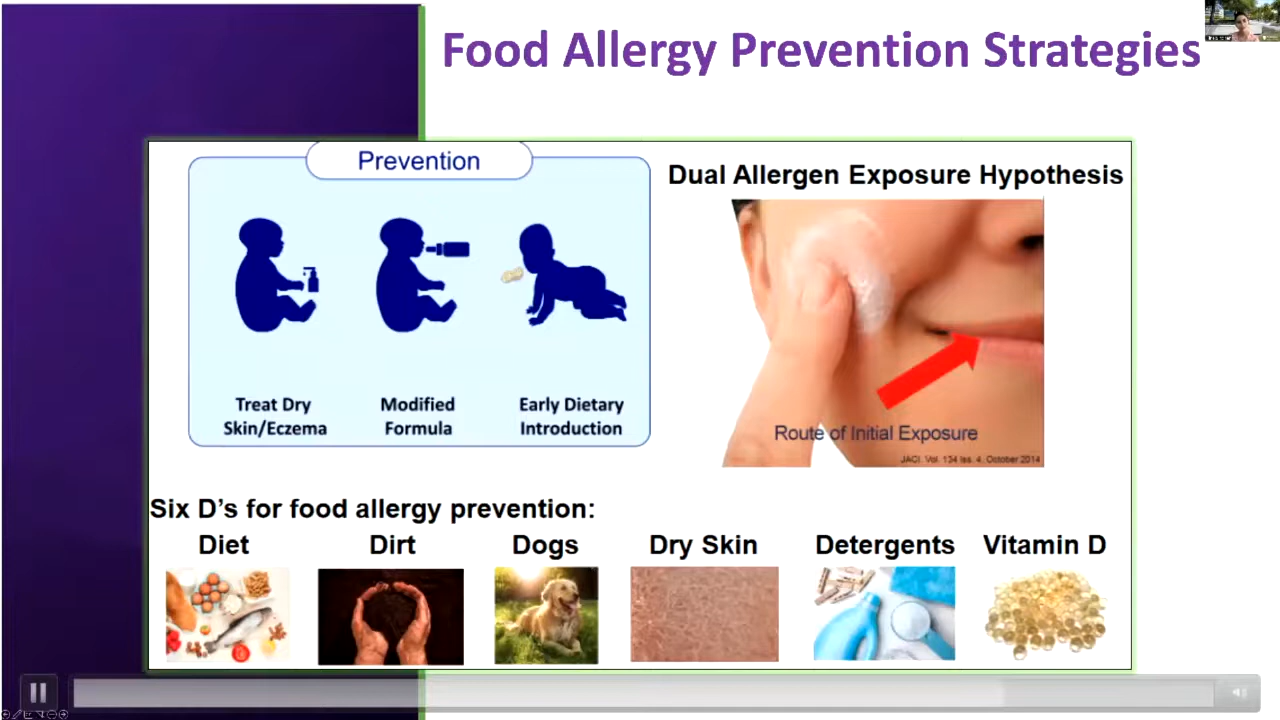 Food Allergy Prevention Strategies
Prevention
Treat Dry
Skin/Eczema
Modified
Formula
Early Dietary
Introduction
Dual Allergen Exposure Hypothesis
Route of Initial Exposure
JACI. Vol. 134 Iss. 4. October 2014
Six D's for food allergy prevention:
Diet
Dirt
Dogs
Dry Skin
Detergents
Vitamin D